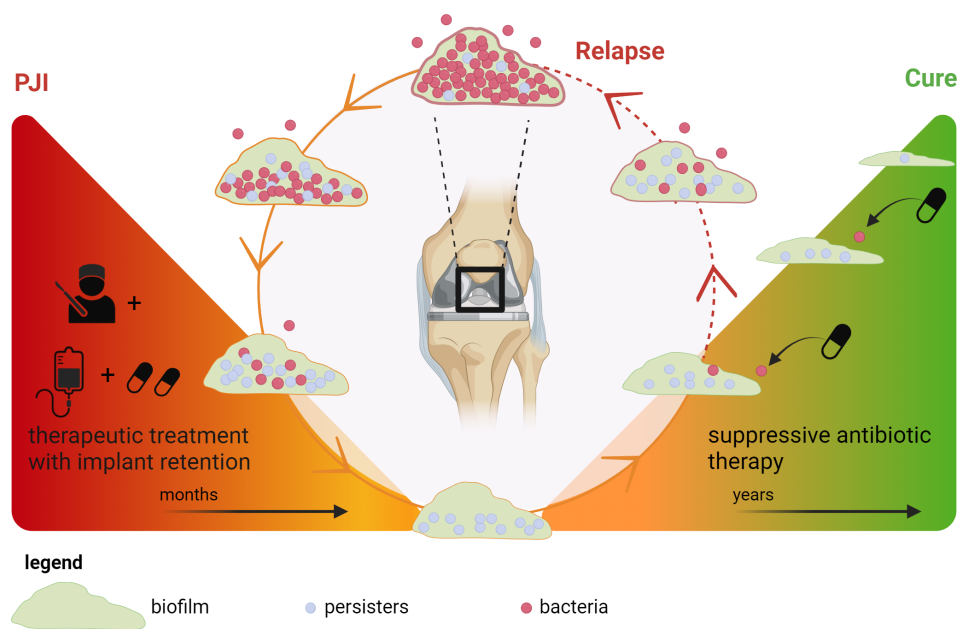 Relapse
PJI
Cure
+
+
therapeutic treatment
with implant retention
months
suppressive antibiotic
therapy
years
legend
biofilm
persisters
bacteria